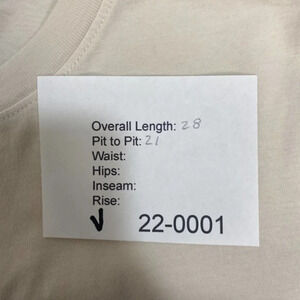 Overall Length: 28
Pit to Pit: 21
Waist:
Hips:
Inseam:
Rise:
✓ 22-0001